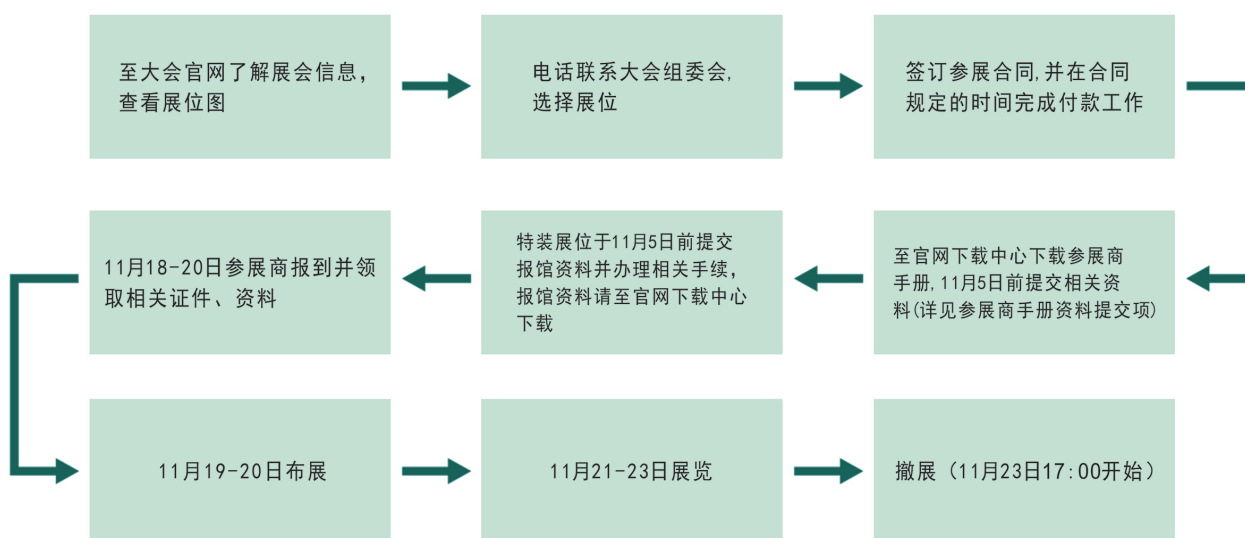 至大会官网了解展会信息，
查看展位图
电话联系大会组委会，
选择展位
签订参展合同，并在合同
规定的时间完成付款工作
至官网下载中心下载参展商
手册，11月5日前提交相关资
料(详见参展商手册资料提交项)
特装展位于11月5日前提交
报馆资料并办理相关手续，
报馆资料请至官网下载中心
下载
11月18-20日参展商报到并领
取相关证件、资料
11月19-20日布展
11月21-23日展览
撤展（11月23日17:00开始）